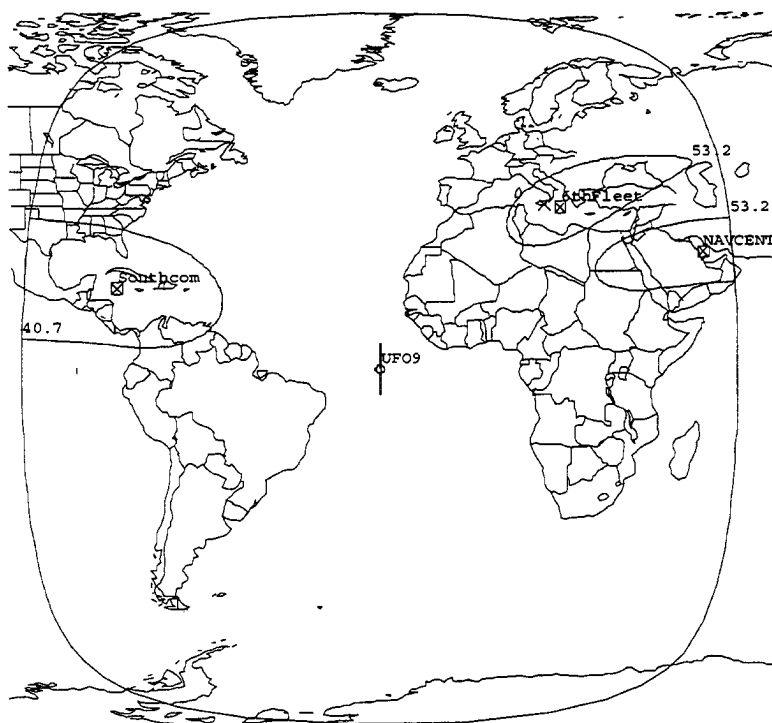 53.2
6thFleet
53.2
NAVCENT
Southcom
40.7
UFO9